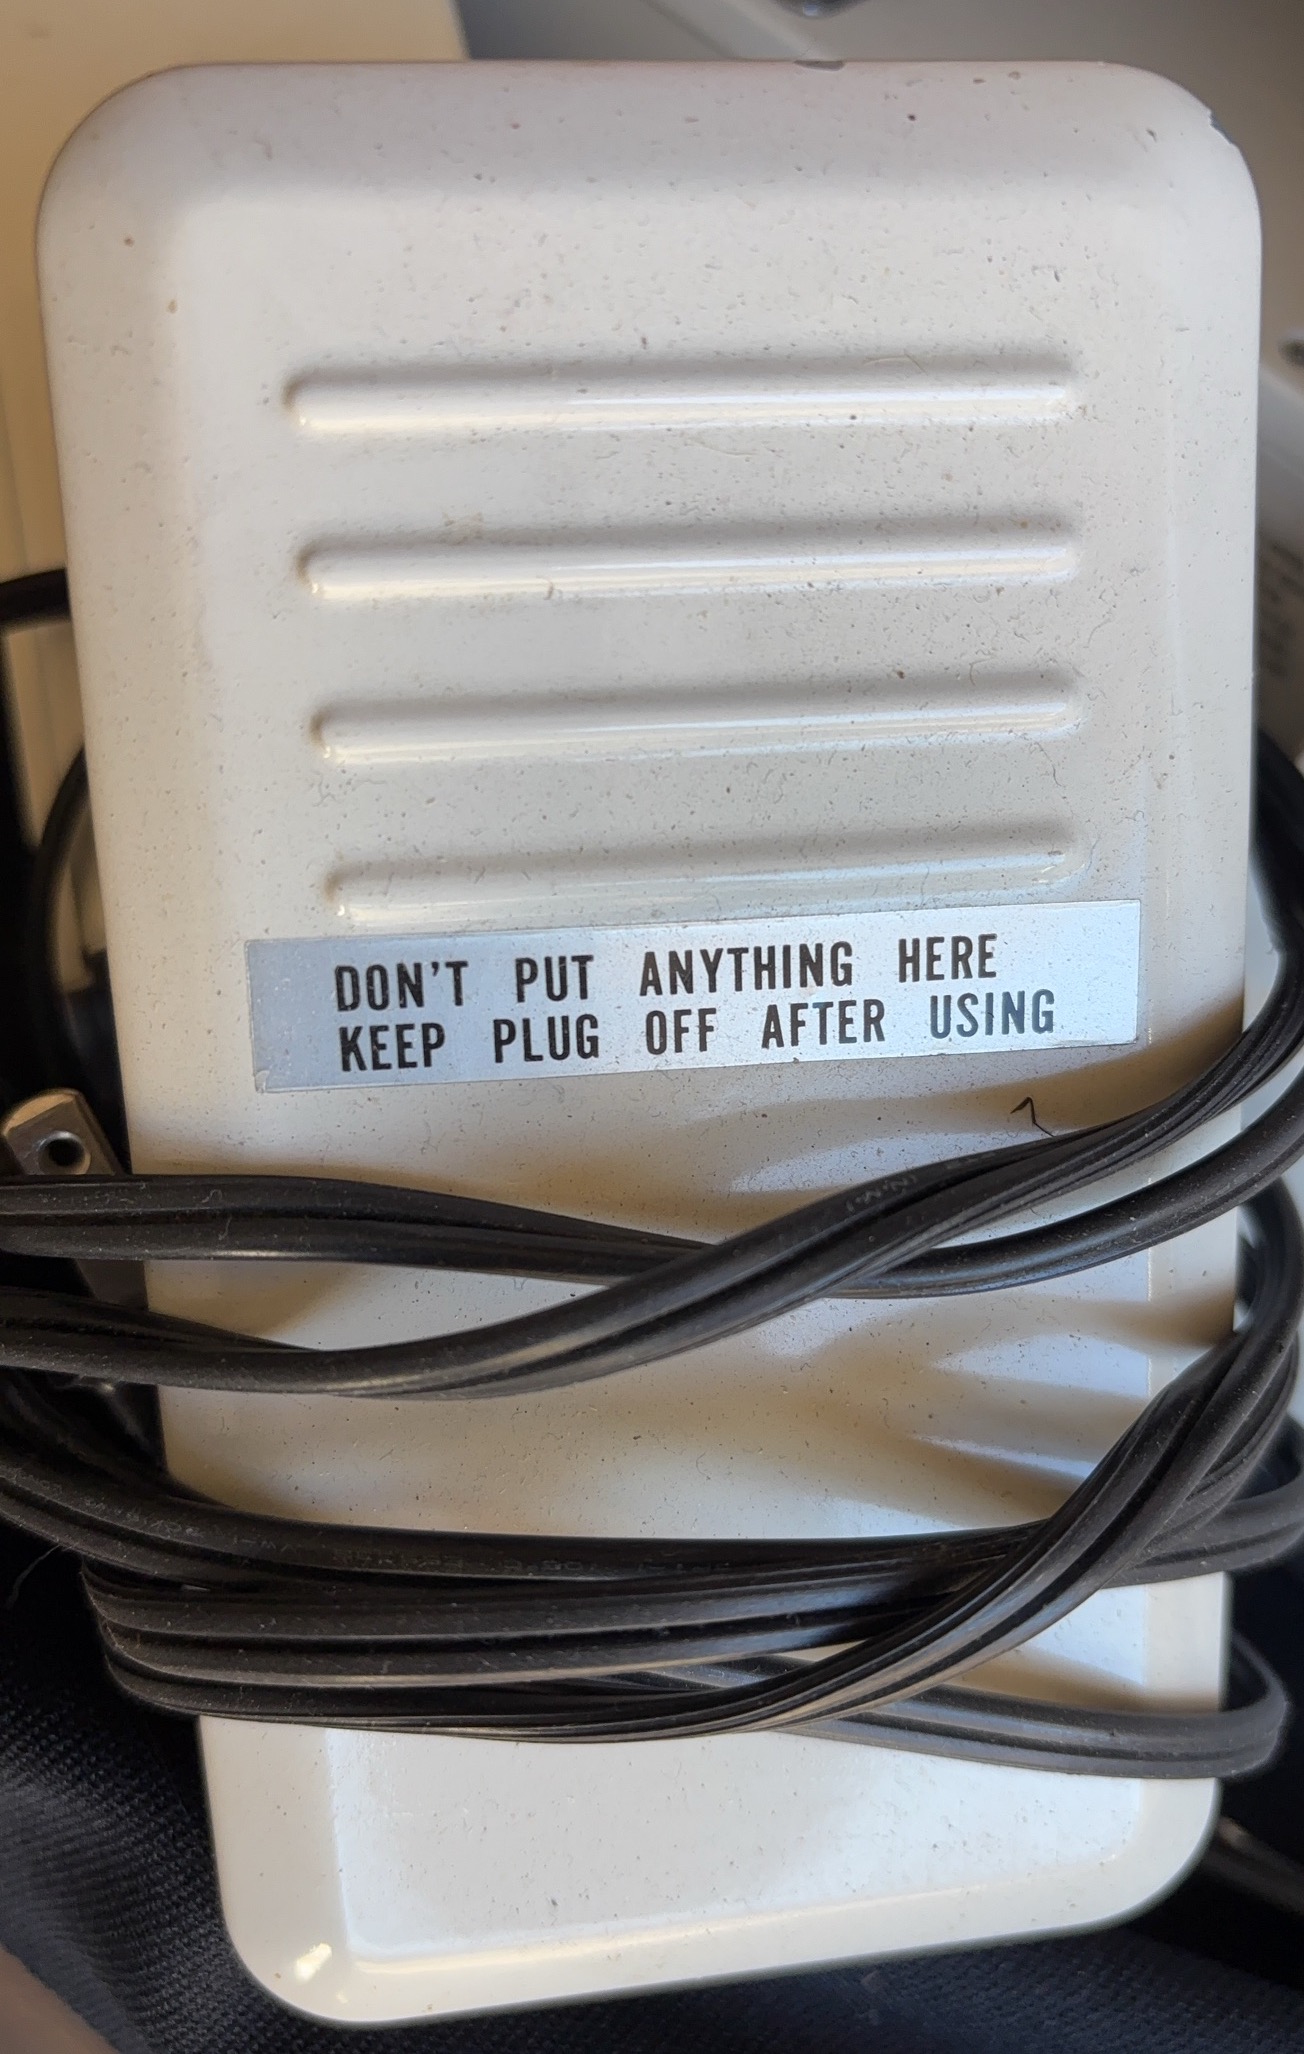 DON'T PUT ANYTHING HERE
KEEP PLUG OFF AFTER USING